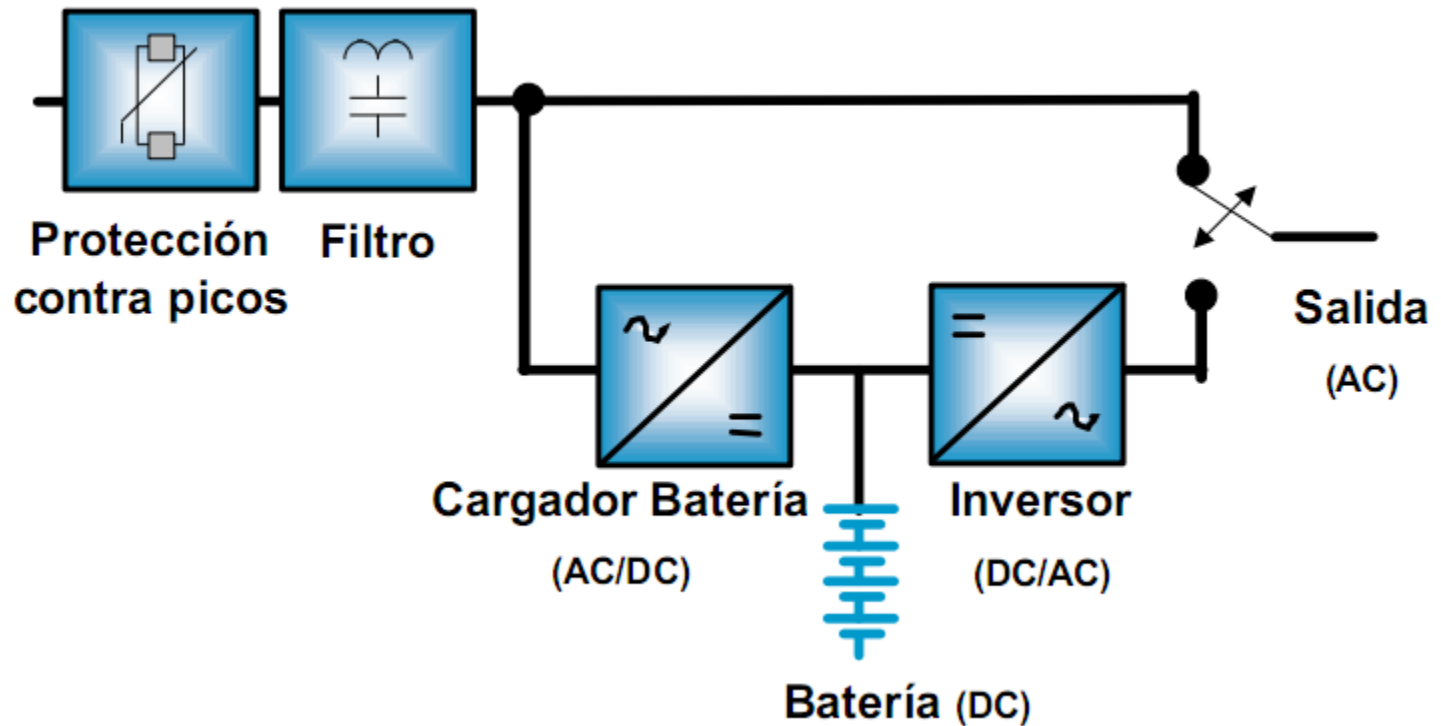 Protección
contra picos
Filtro
Salida
(AC)
Cargador Batería
(AC/DC)
Inversor
(DC/AC)
Batería (DC)